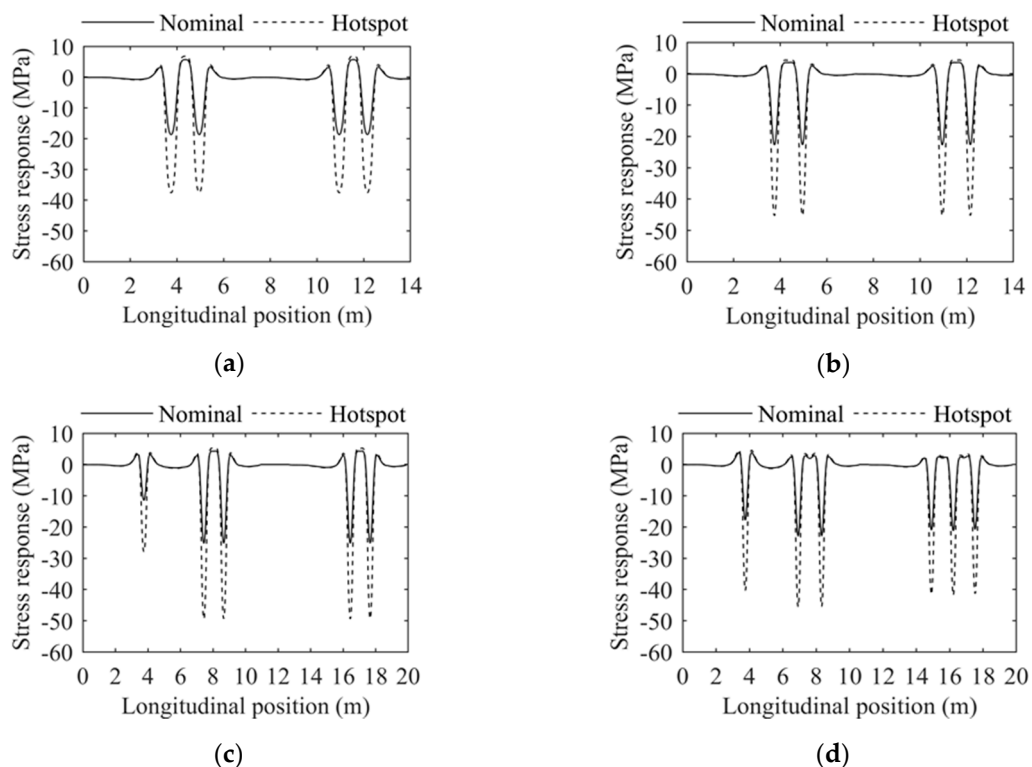 Nominal Hotspot
Stress response (MPa)
10
0
-10
-20
-30
-40
-50
-60
0 2 4 6 8 10 12 14
Longitudinal position (m)
(a)
Nominal Hotspot
Stress response (MPa)
10
0
-10
-20
-30
-40
-50
-60
0 2 4 6 8 10 12 14
Longitudinal position (m)
(b)
Nominal Hotspot
Stress response (MPa)
10
0
-10
-20
-30
-40
-50
-60
0 2 4 6 8 10 12 14 16 18 20
Longitudinal position (m)
(c)
Nominal Hotspot
Stress response (MPa)
10
0
-10
-20
-30
-40
-50
-60
0 2 4 6 8 10 12 14 16 18 20
Longitudinal position (m)
(d)